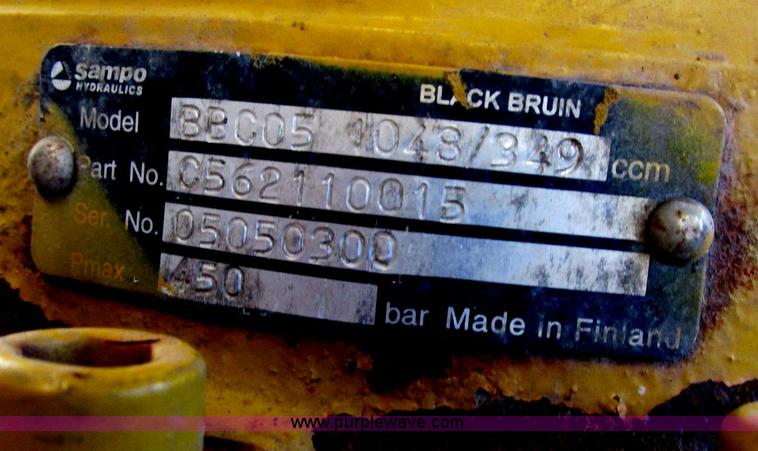 sampo
HYDRAULICS
BLACK BRUIN
Model BBC05 1048/349 ccm
Part No. C562110015
Ser. No. 05050300
Pmax 450 bar Made in Finland
www.purplewave.com